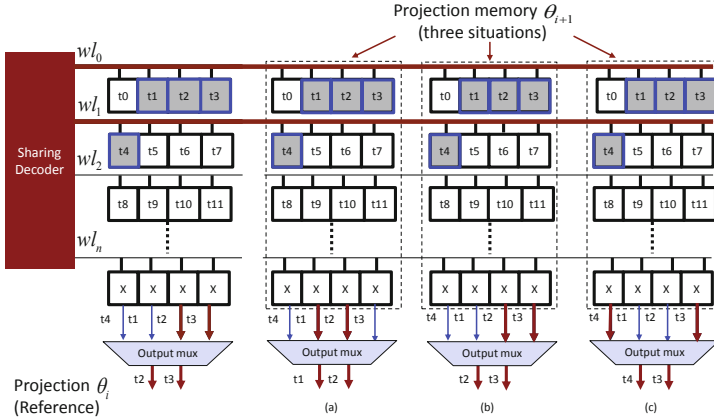 Projection memory θi+1
(three situations)
wl0
t0 t1 t2 t3 t0 t1 t2 t3 t0 t1 t2 t3 t0 t1 t2 t3
wl1
Sharing
Decoder
t4 t5 t6 t7 t4 t5 t6 t7 t4 t5 t6 t7 t4 t5 t6 t7
wl2
t8 t9 t10 t11 t8 t9 t10 t11 t8 t9 t10 t11 t8 t9 t10 t11
wln
x x x x x x x x x x x x x x x x
t4 t1 t2 t3 t4 t1 t2 t3 t4 t1 t2 t3 t4 t1 t2 t3
Output mux Output mux Output mux Output mux
t2 t3 t1 t2 t2 t3 t4 t3
Projection θi
(Reference)
(a) (b) (c)